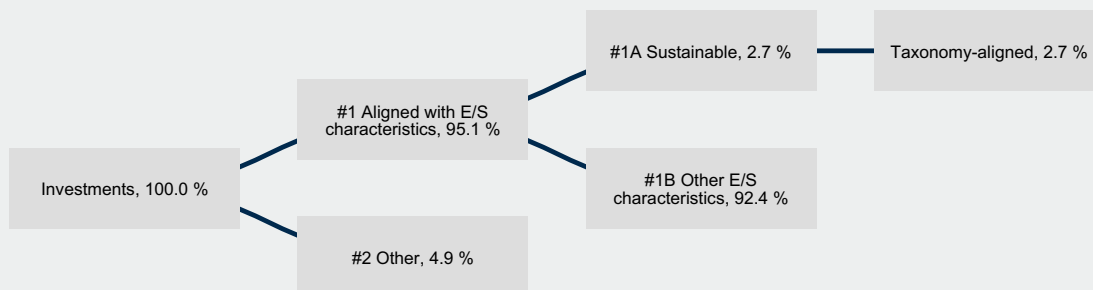 Investments, 100.0 %
#1 Aligned with E/S
characteristics, 95.1 %
#2 Other, 4.9 %
#1A Sustainable, 2.7 %
#1B Other E/S
characteristics, 92.4 %
Taxonomy-aligned, 2.7 %